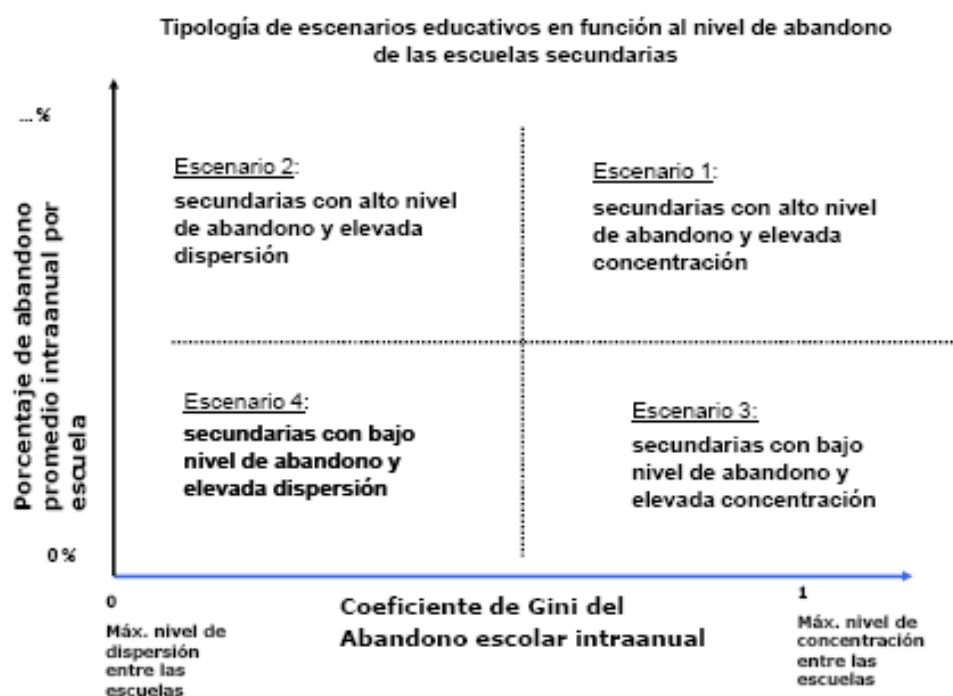 Tipología de escenarios educativos en función al nivel de abandono
de las escuelas secundarias
...%
Porcentaje de abandono
promedio intraanual por
escuela
Escenario 2:
secundarias con alto nivel
de abandono y elevada
dispersión
Escenario 1:
secundarias con alto nivel
de abandono y elevada
concentración
Escenario 4:
secundarias con bajo
nivel de abandono y
elevada dispersión
Escenario 3:
secundarias con bajo
nivel de abandono y
elevada concentración
0%
0
Máx. nivel de
dispersión
entre las
escuelas
Coeficiente de Gini del
Abandono escolar intraanual
1
Máx. nivel de
concentración
entre las
escuelas